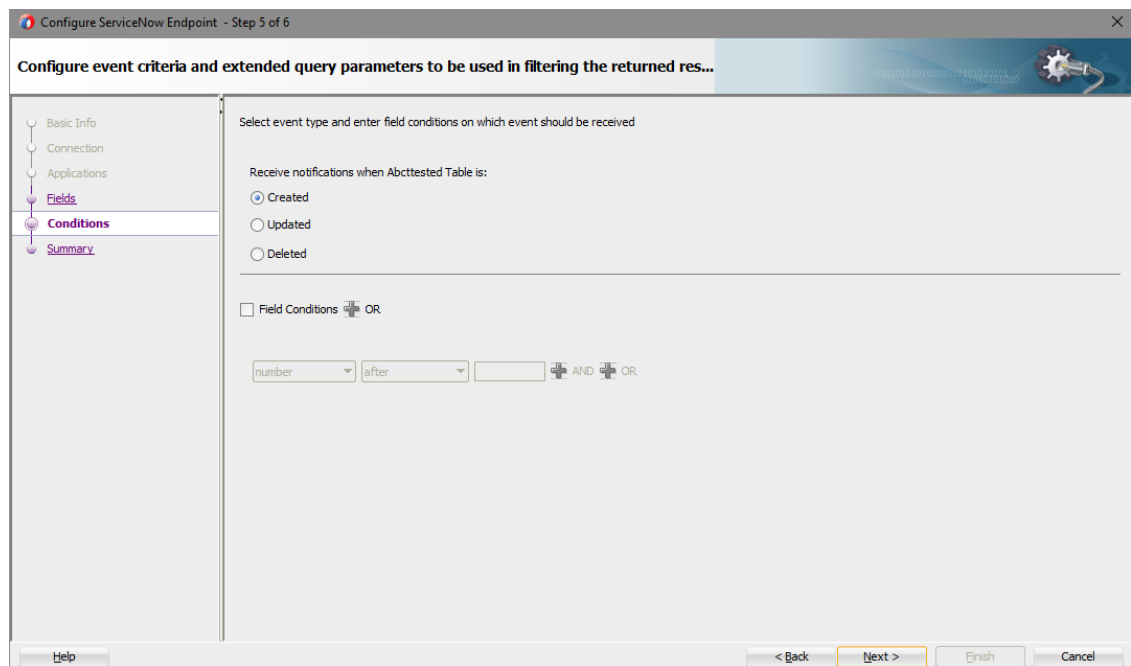 Configure ServiceNow Endpoint - Step 5 of 6
Configure event criteria and extended query parameters to be used in filtering the returned res...
Basic Info
Connection
Applications
Fields
Conditions
Summary
Select event type and enter field conditions on which event should be received
Receive notifications when Abcttested Table is:
Created
Updated
Deleted
Field Conditions OR
number after AND OR
Help < Back Next > Finish Cancel